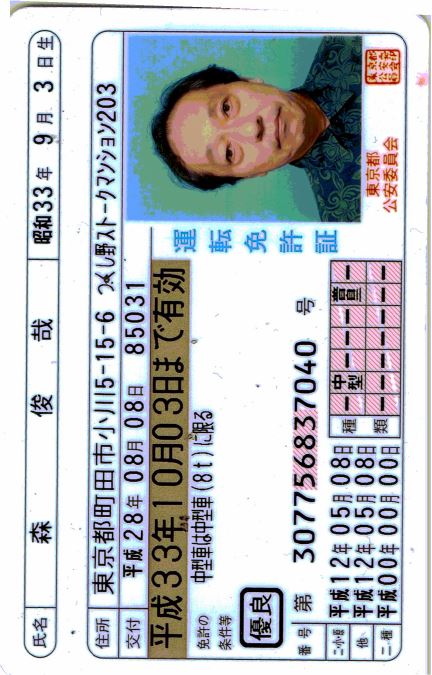 氏名 森 俊哉 昭和33年 9月 3日生
住所 東京都町田市小川5-15-6 つくし野ストークマンション203
交付 平成28年08月08日 85031
平成33年10月03日まで有効
免許の
条件等
中型車は中型車(8t)に限る
優良
番号 第 307756837040 号
二・小・原 平成12年05月08日
他 平成12年05月08日
二種 平成00年00月00日
種類
中型
運転免許証
東京都
公安委員会